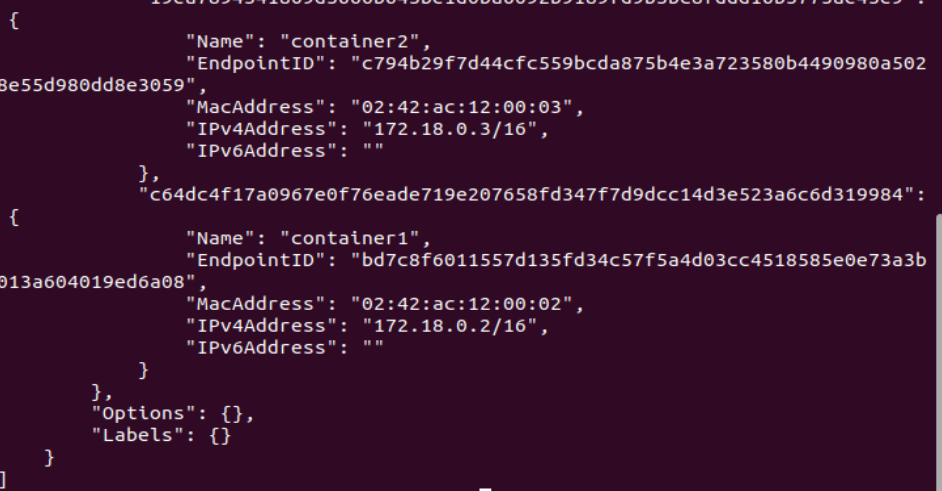 {
"Name": "container2",
"EndpointID": "c794b29f7d44cfc559bcda875b4e3a723580b4490980a502
8e55d980dd8e3059",
"MacAddress": "02:42:ac:12:00:03",
"IPv4Address": "172.18.0.3/16",
"IPv6Address": ""
},
"c64dc4f17a0967e0f76eade719e207658fd347f7d9dcc14d3e523a6c6d319984":
{
"Name": "container1",
"EndpointID": "bd7c8f6011557d135fd34c57f5a4d03cc4518585e0e73a3b
013a604019ed6a08",
"MacAddress": "02:42:ac:12:00:02",
"IPv4Address": "172.18.0.2/16",
"IPv6Address": ""
}
},
"Options": {},
"Labels": {}
}
]